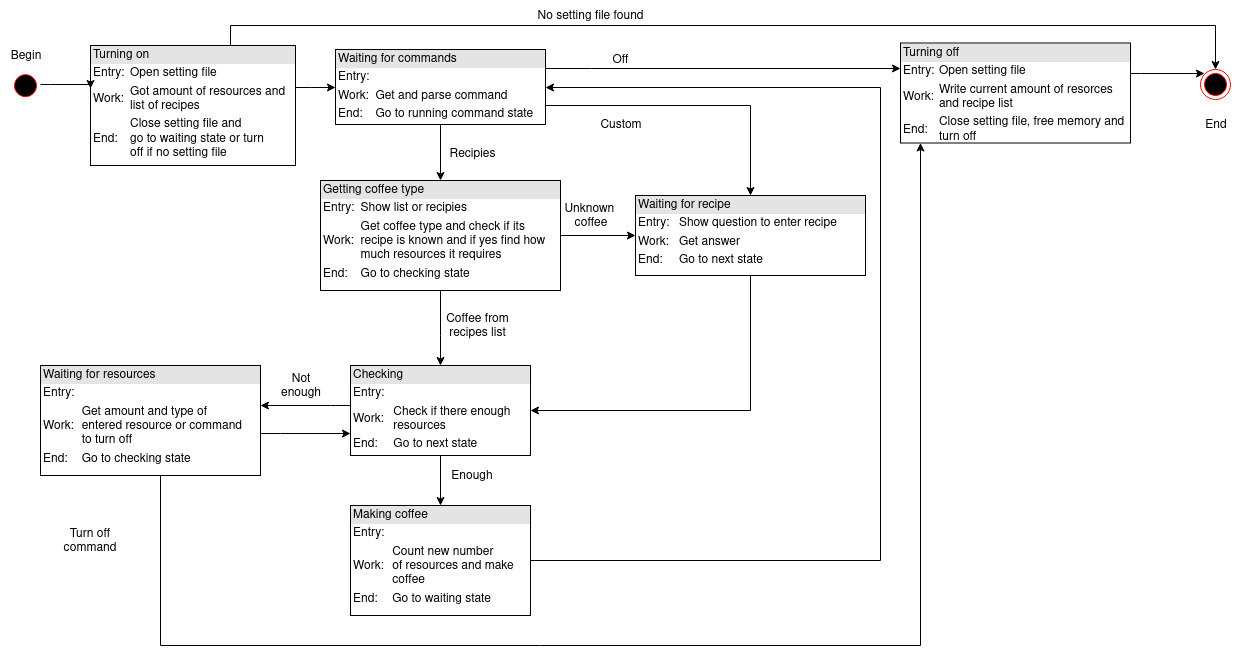 No setting file found
Begin
Turning on
Entry: Open setting file
Work: Got amount of resources and
list of recipes
Close setting file and
End: go to waiting state or turn
off if no setting file
Waiting for commands
Entry:
Work: Get and parse command
End: Go to running command state
Off
Turning off
Entry: Open setting file
Work: Write current amount of resorces
and recipe list
End: Close setting file, free memory and
turn off
End
Custom
Recipies
Getting coffee type
Entry: Show list or recipies
Get coffee type and check if its
Work: recipe is known and if yes find how
much resources it requires
End: Go to checking state
Unknown
coffee
Waiting for recipe
Entry: Show question to enter recipe
Work: Get answer
End: Go to next state
Coffee from
recipes list
Waiting for resources
Entry:
Get amount and type of
Work: entered resource or command
to turn off
End: Go to checking state
Not
enough
Checking
Entry:
Work: Check if there enough
resources
End: Go to next state
Enough
Making coffee
Entry:
Count new number
Work: of resources and make
coffee
End: Go to waiting state
Turn off
command